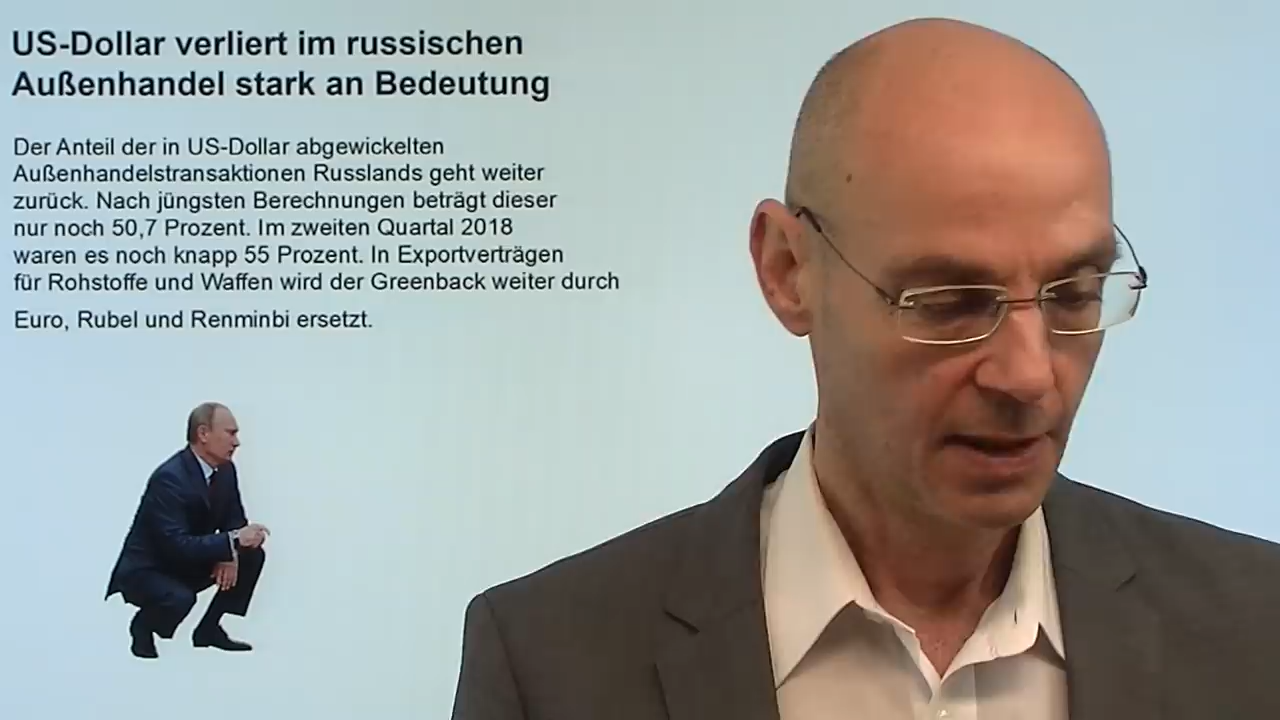 US-Dollar verliert im russischen
Außenhandel stark an Bedeutung
Der Anteil der in US-Dollar abgewickelten
Außenhandelstransaktionen Russlands geht weiter
zurück. Nach jüngsten Berechnungen beträgt dieser
nur noch 50,7 Prozent. Im zweiten Quartal 2018
waren es noch knapp 55 Prozent. In Exportverträgen
für Rohstoffe und Waffen wird der Greenback weiter durch
Euro, Rubel und Renminbi ersetzt.